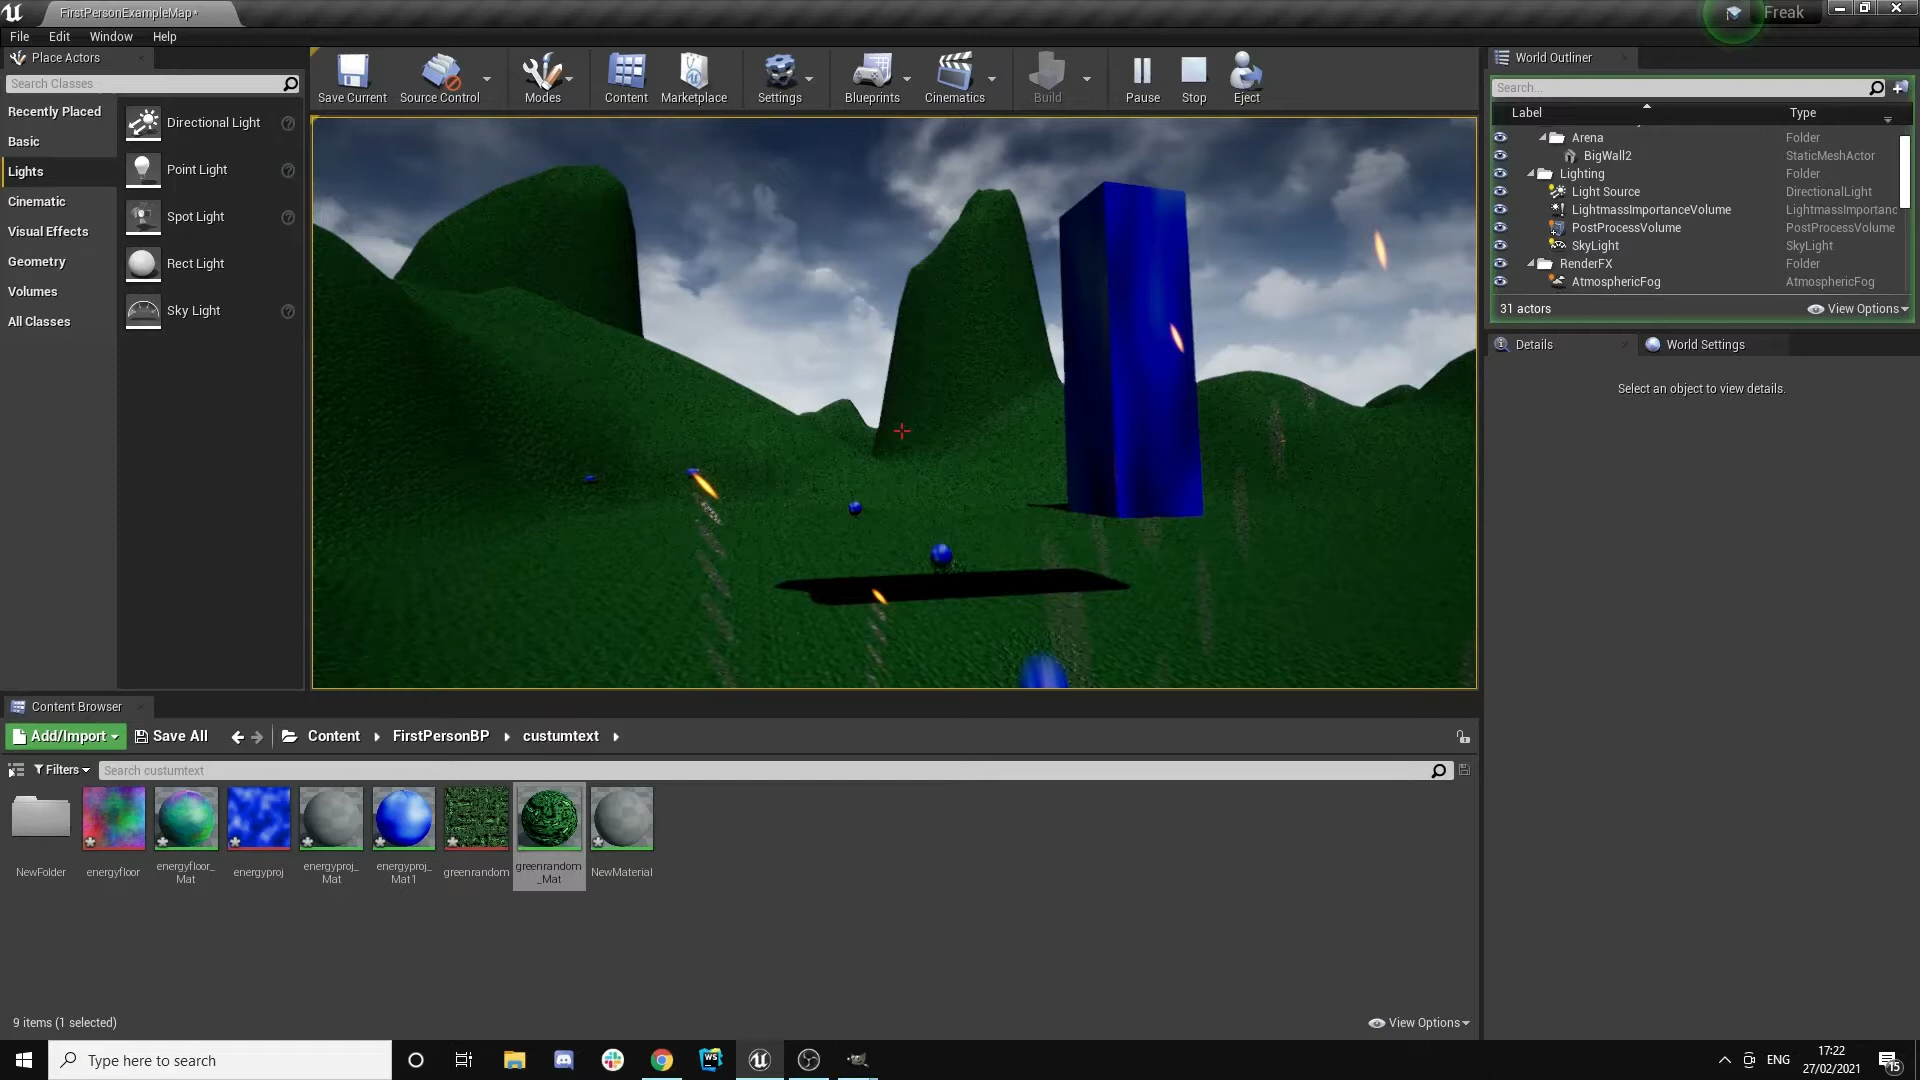 FirstPersonExampleMap*
Freak
File Edit Window Help
Place Actors
Search Classes
Recently Placed
Basic
Lights
Cinematic
Visual Effects
Geometry
Volumes
All Classes
Directional Light
Point Light
Spot Light
Rect Light
Sky Light
Save Current
Source Control
Modes
Content
Marketplace
Settings
Blueprints
Cinematics
Build
Pause
Stop
Eject
World Outliner
Search...
Label Type
Arena Folder
BigWall2 StaticMeshActor
Lighting Folder
Light Source DirectionalLight
LightmassImportanceVolume LightmassImportanc
PostProcessVolume PostProcessVolume
SkyLight SkyLight
RenderFX Folder
AtmosphericFog AtmosphericFog
31 actors
View Options
Details
World Settings
Select an object to view details.
Content Browser
Add/Import
Save All
Content
FirstPersonBP
custumtext
Filters
Search custumtext
NewFolder
energyfloor
energyfloor_
Mat
energyproj
energyproj_
Mat
energyproj_
Mat1
greenrandom
greenrandom
_Mat
NewMaterial
9 items (1 selected)
View Options
Type here to search
WS
ENG
17:22
27/02/2021
15